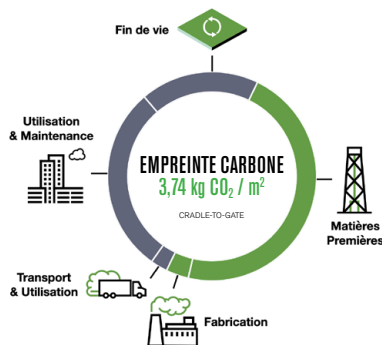 Fin de vie
Utilisation
& Maintenance
EMPREINTE CARBONE
3,74 kg CO₂ / m²
CRADLE-TO-GATE
Matières
Premières
Transport
& Utilisation
Fabrication